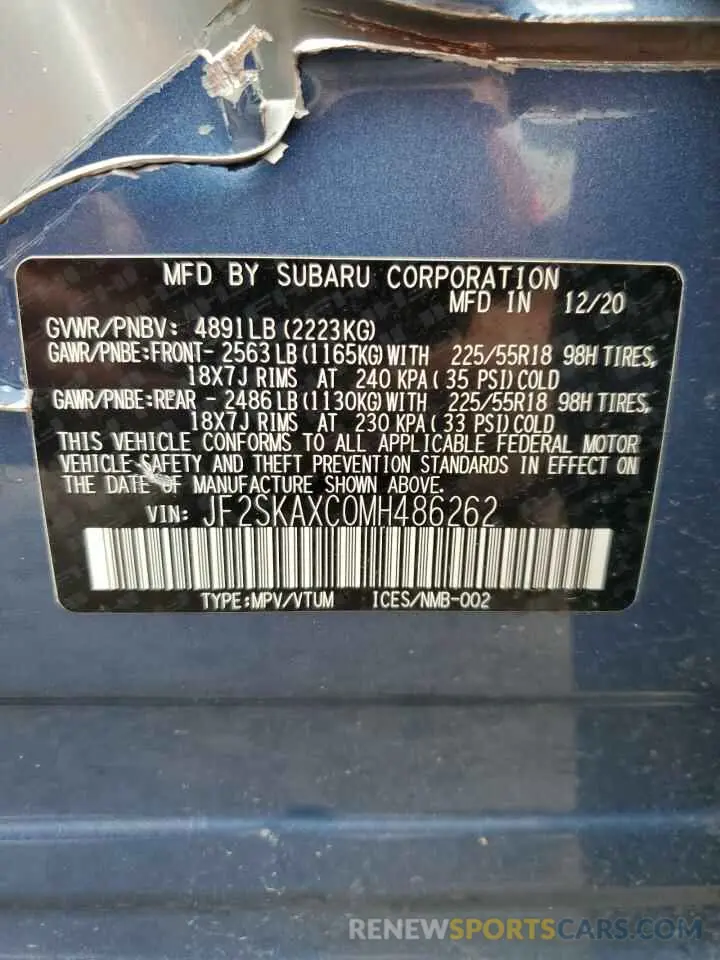 MFD BY SUBARU CORPORATION
MFD IN 12/20
GVWR/PNBV: 4891LB (2223KG)
GAWR/PNBE:FRONT- 2563 LB (1165KG) WITH 225/55R18 98H TIRES,
18X7J RIMS AT 240 KPA ( 35 PSI) COLD
GAWR/PNBE:REAR - 2486 LB (1130KG) WITH 225/55R18 98H TIRES,
18X7J RIMS AT 230 KPA ( 33 PSI) COLD
THIS VEHICLE CONFORMS TO ALL APPLICABLE FEDERAL MOTOR
VEHICLE SAFETY AND THEFT PREVENTION STANDARDS IN EFFECT ON
THE DATE OF MANUFACTURE SHOWN ABOVE.
VIN: JF2SKAXC0MH486262
TYPE:MPV/VTUM ICES/NMB-002
RENEWSPORTSCARS.COM